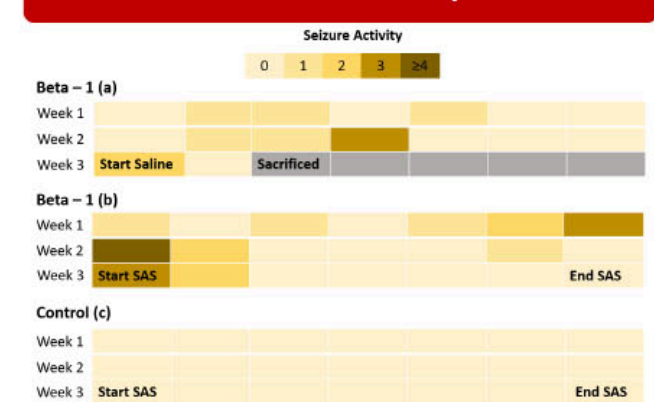 Seizure Activity
0 1 2 3 ≥4
Beta – 1 (a)
Week 1
Week 2
Week 3 Start Saline Sacrificed
Beta – 1 (b)
Week 1
Week 2
Week 3 Start SAS End SAS
Control (c)
Week 1
Week 2
Week 3 Start SAS End SAS